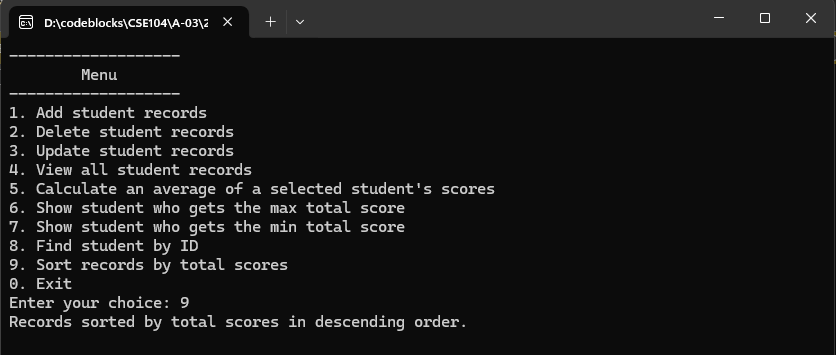 D:\codeblocks\CSE104\A-03\2
------------------
Menu
------------------
1. Add student records
2. Delete student records
3. Update student records
4. View all student records
5. Calculate an average of a selected student's scores
6. Show student who gets the max total score
7. Show student who gets the min total score
8. Find student by ID
9. Sort records by total scores
0. Exit
Enter your choice: 9
Records sorted by total scores in descending order.